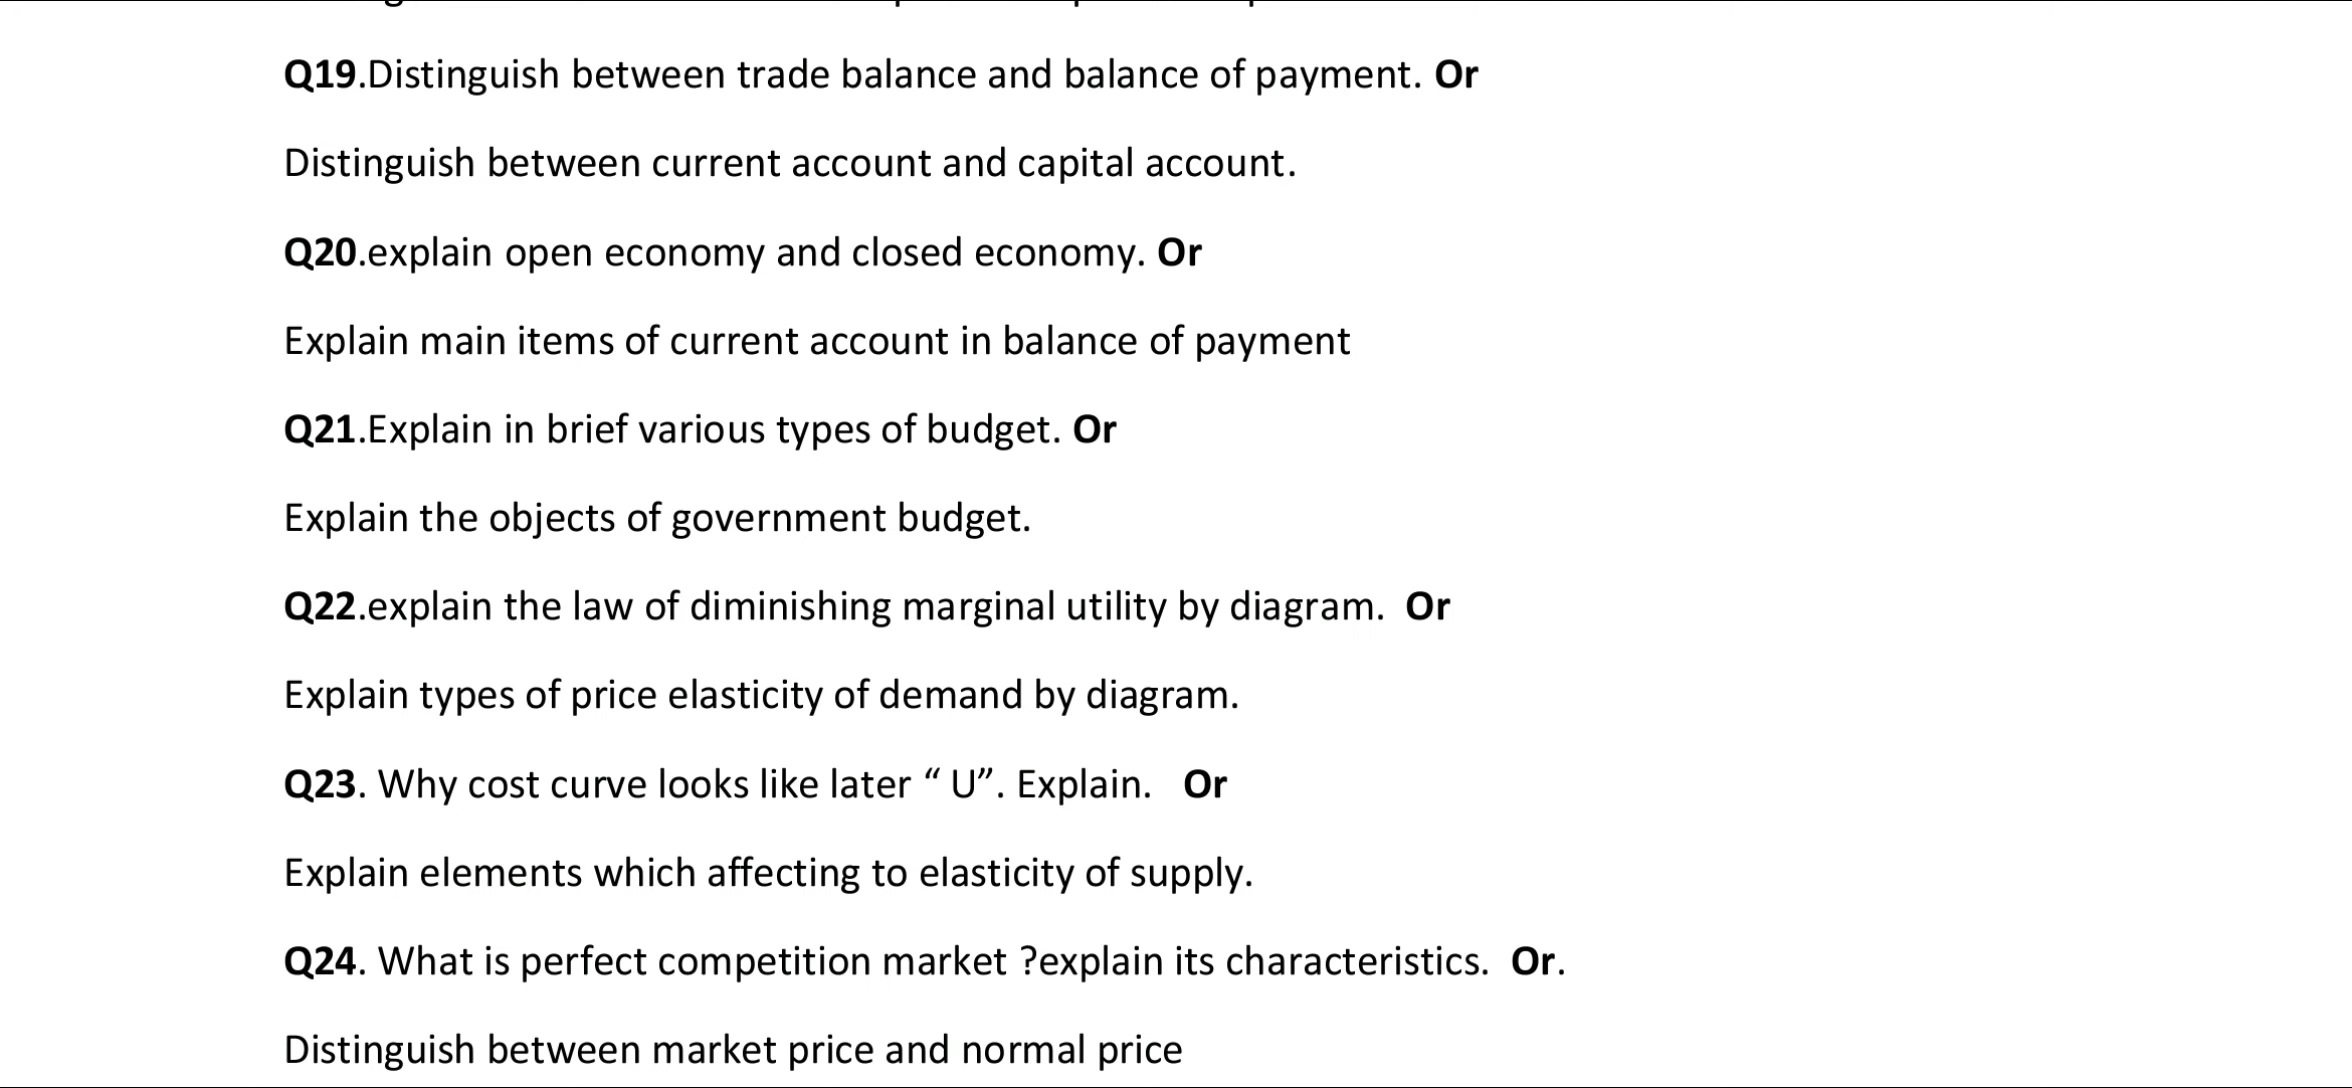 Q19.Distinguish between trade balance and balance of payment. Or
Distinguish between current account and capital account.
Q20.explain open economy and closed economy. Or
Explain main items of current account in balance of payment
Q21.Explain in brief various types of budget. Or
Explain the objects of government budget.
Q22.explain the law of diminishing marginal utility by diagram.  Or
Explain types of price elasticity of demand by diagram.
Q23. Why cost curve looks like later “ U”. Explain.   Or
Explain elements which affecting to elasticity of supply.
Q24. What is perfect competition market ?explain its characteristics.  Or.
Distinguish between market price and normal price